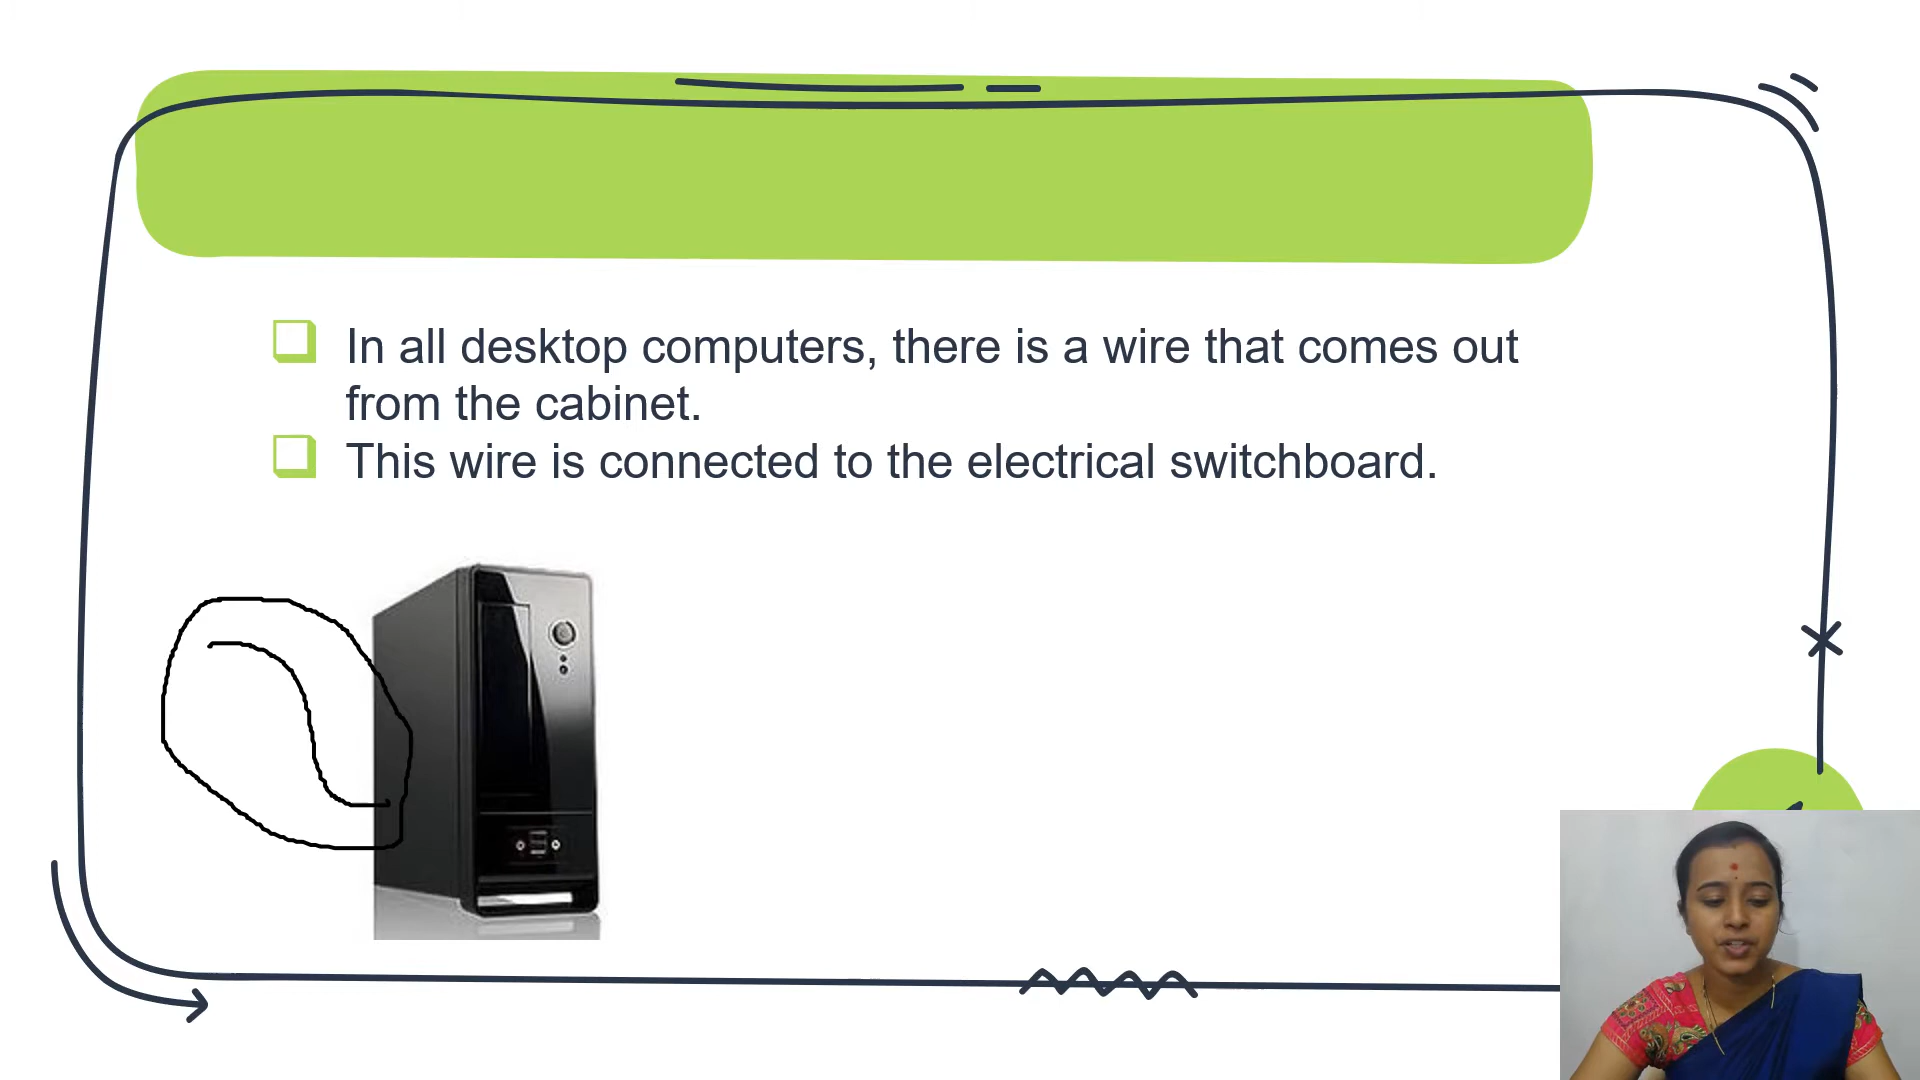 In all desktop computers, there is a wire that comes out
from the cabinet.
This wire is connected to the electrical switchboard.